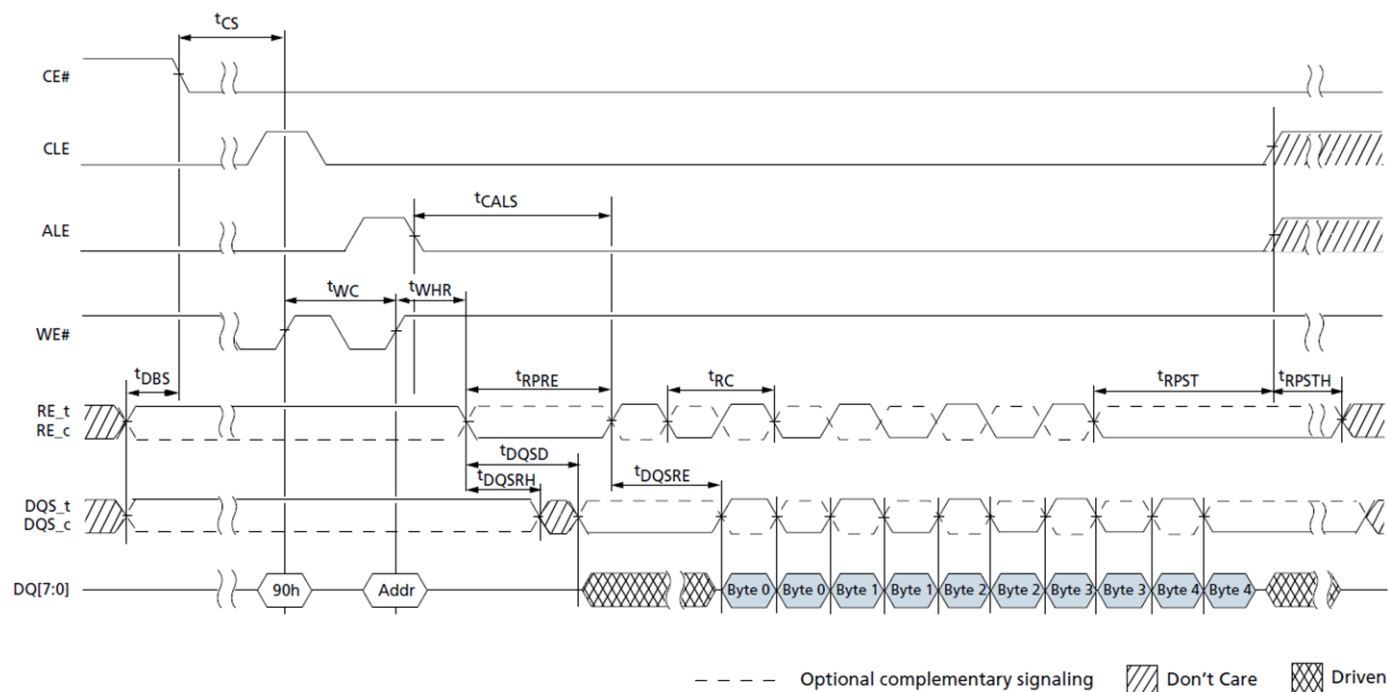 tCS
CE#
CLE
tCALS
ALE
tWC tWHR
WE#
tDBS tRPRE tRC tRPST tRPSTH
RE_t
RE_c
tDQSD
tDQSRH tDQSRE
DQS_t
DQS_c
DQ[7:0] 90h Addr Byte 0 Byte 0 Byte 1 Byte 1 Byte 2 Byte 2 Byte 3 Byte 3 Byte 4 Byte 4
Optional complementary signaling Don't Care Driven